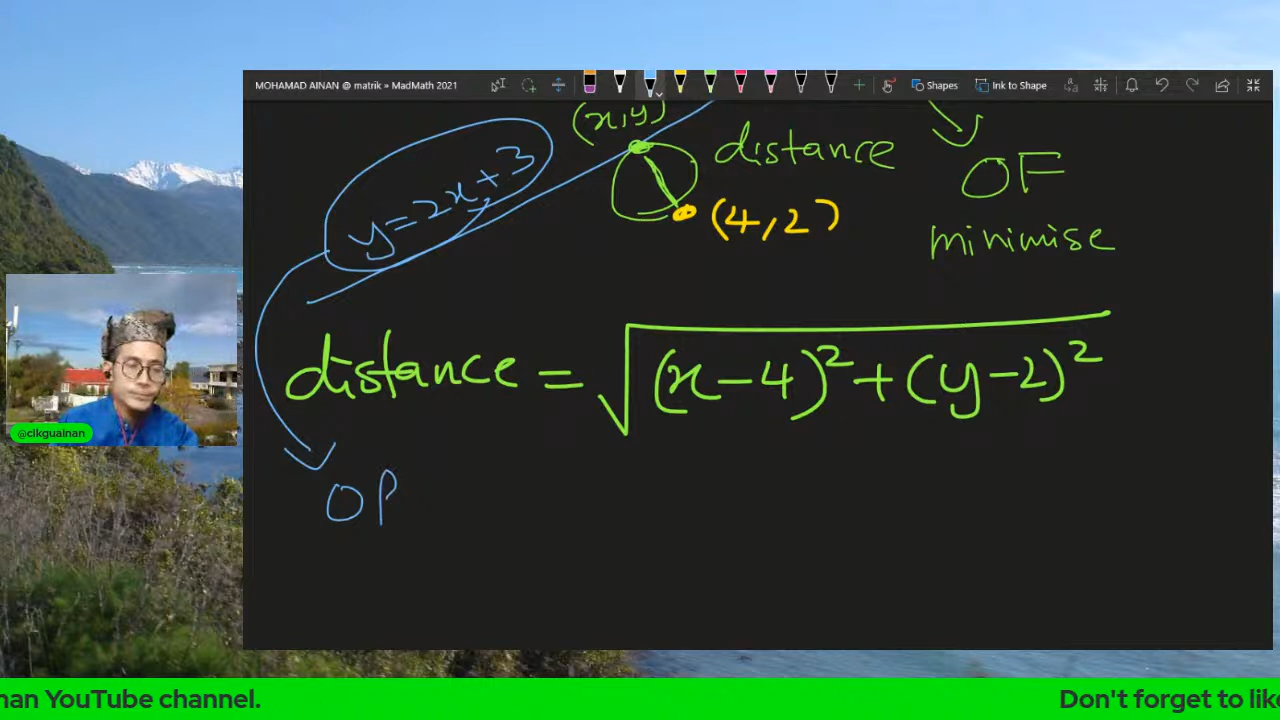 MOHAMAD AINAN @ matrik » MadMath 2021
Shapes
Ink to Shape
(x,y)
distance
OF
y=2x+3
(4,2)
minimise
distance = √(x-4)²+(y-2)²
@cikguainan
OP
nan YouTube channel.
Don't forget to like